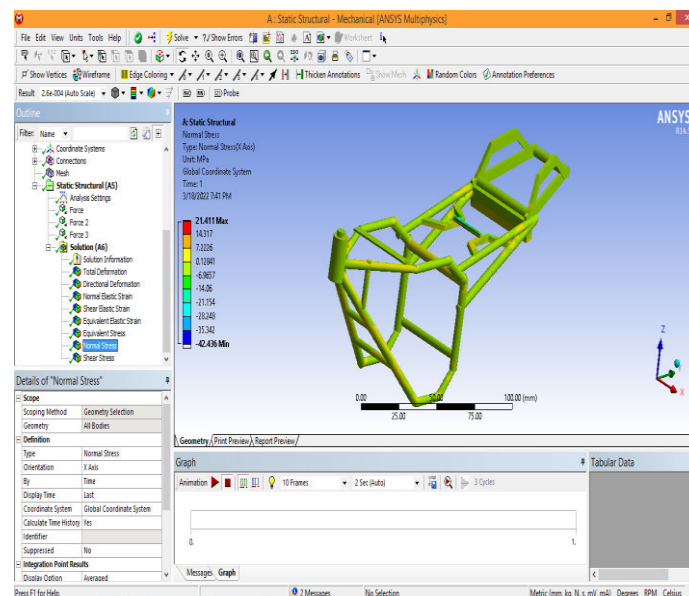 A : Static Structural - Mechanical [ANSYS Multiphysics]
File Edit View Units Tools Help Solve ?/Show Errors Worksheet
Show Vertices Wireframe Edge Coloring Thicken Annotations Show Mesh Random Colors Annotation Preferences
Result 2.6e-004 (Auto Scale) Probe
Outline
Filter: Name
Coordinate Systems
Connections
Mesh
Static Structural (A5)
Analysis Settings
Force
Force 2
Force 3
Solution (A6)
Solution Information
Total Deformation
Directional Deformation
Normal Elastic Strain
Shear Elastic Strain
Equivalent Elastic Strain
Equivalent Stress
Normal Stress
Shear Stress
Details of "Normal Stress"
Scope
Scoping Method Geometry Selection
Geometry All Bodies
Definition
Type Normal Stress
Orientation X Axis
By Time
Display Time Last
Coordinate System Global Coordinate System
Calculate Time History Yes
Identifier
Suppressed No
Integration Point Results
Display Option Averaged
A: Static Structural
Normal Stress
Type: Normal Stress(X Axis)
Unit: MPa
Global Coordinate System
Time: 1
3/18/2022 7:41 PM
21.411 Max
14.317
7.2226
0.12841
-6.9657
-14.06
-21.154
-28.248
-35.342
-42.436 Min
ANSYS
0.00 50.00 100.00 (mm)
25.00 75.00
Z
X
Geometry Print Preview Report Preview
Graph
Animation 10 Frames 2 Sec (Auto) 3 Cycles
0. 1.
Messages Graph
Tabular Data
Press F1 for Help 2 Messages No Selection Metric (mm, kg, N, s, mV, mA) Degrees RPM Celsius